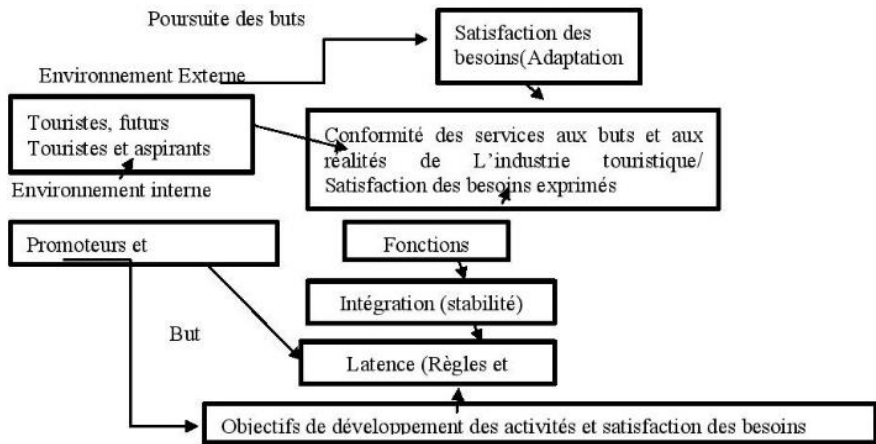 Poursuite des buts
Satisfaction des
besoins(Adaptation
Environnement Externe
Touristes, futurs
Touristes et aspirants
Conformité des services aux buts et aux
réalités de L'industrie touristique/
Satisfaction des besoins exprimés
Environnement interne
Promoteurs et
Fonctions
Intégration (stabilité)
But
Latence (Règles et
Objectifs de développement des activités et satisfaction des besoins